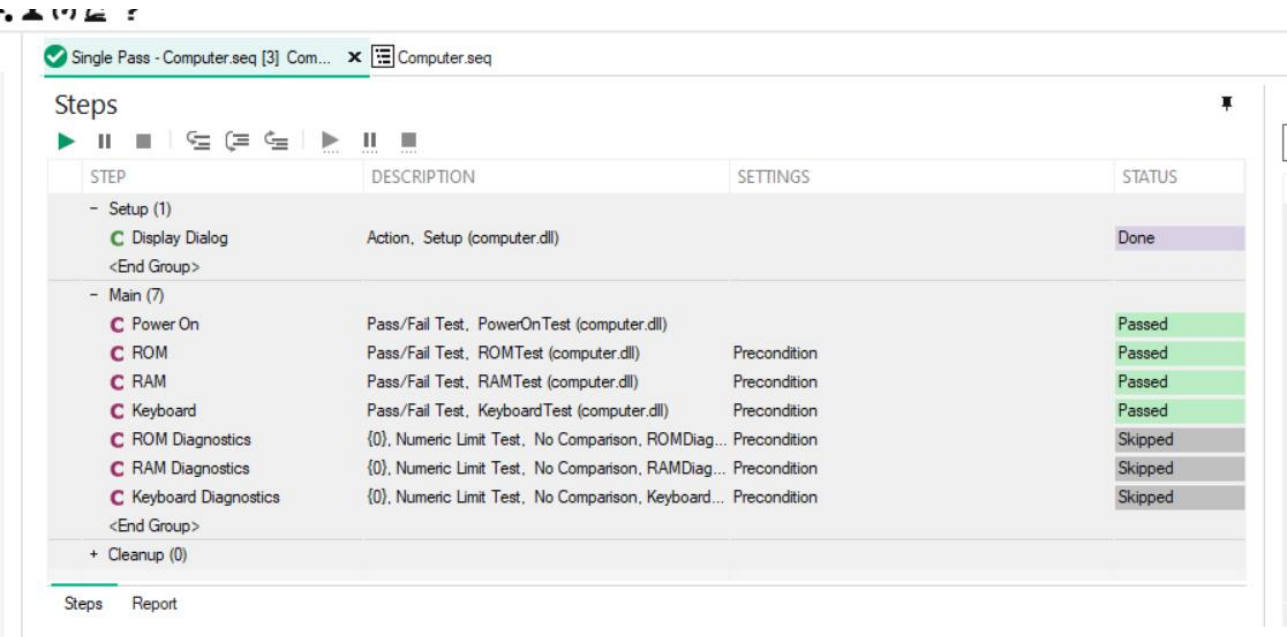 ?
Single Pass - Computer.seq [3] Com... Computer.seq
Steps
STEP DESCRIPTION SETTINGS STATUS
- Setup (1)
C Display Dialog Action, Setup (computer.dll) Done
<End Group>
- Main (7)
C Power On Pass/Fail Test, PowerOnTest (computer.dll) Passed
C ROM Pass/Fail Test, ROMTest (computer.dll) Precondition Passed
C RAM Pass/Fail Test, RAMTest (computer.dll) Precondition Passed
C Keyboard Pass/Fail Test, KeyboardTest (computer.dll) Precondition Passed
C ROM Diagnostics {0}, Numeric Limit Test, No Comparison, ROMDiag... Precondition Skipped
C RAM Diagnostics {0}, Numeric Limit Test, No Comparison, RAMDiag... Precondition Skipped
C Keyboard Diagnostics {0}, Numeric Limit Test, No Comparison, Keyboard... Precondition Skipped
<End Group>
+ Cleanup (0)
Steps Report